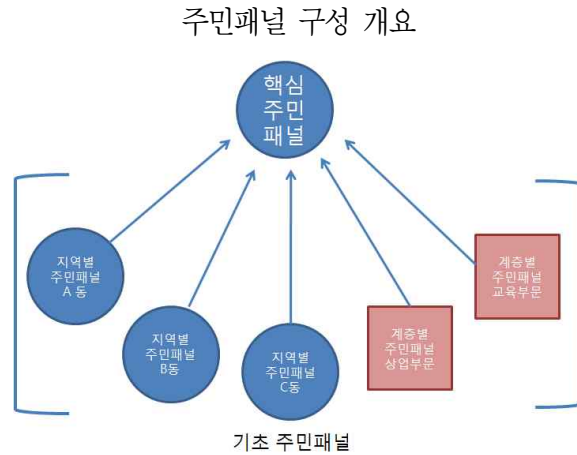 주민패널 구성 개요
핵심
주민
패널
지역별
주민패널
A 동
지역별
주민패널
B동
지역별
주민패널
C동
계층별
주민패널
상업부문
계층별
주민패널
교육부문
기초 주민패널